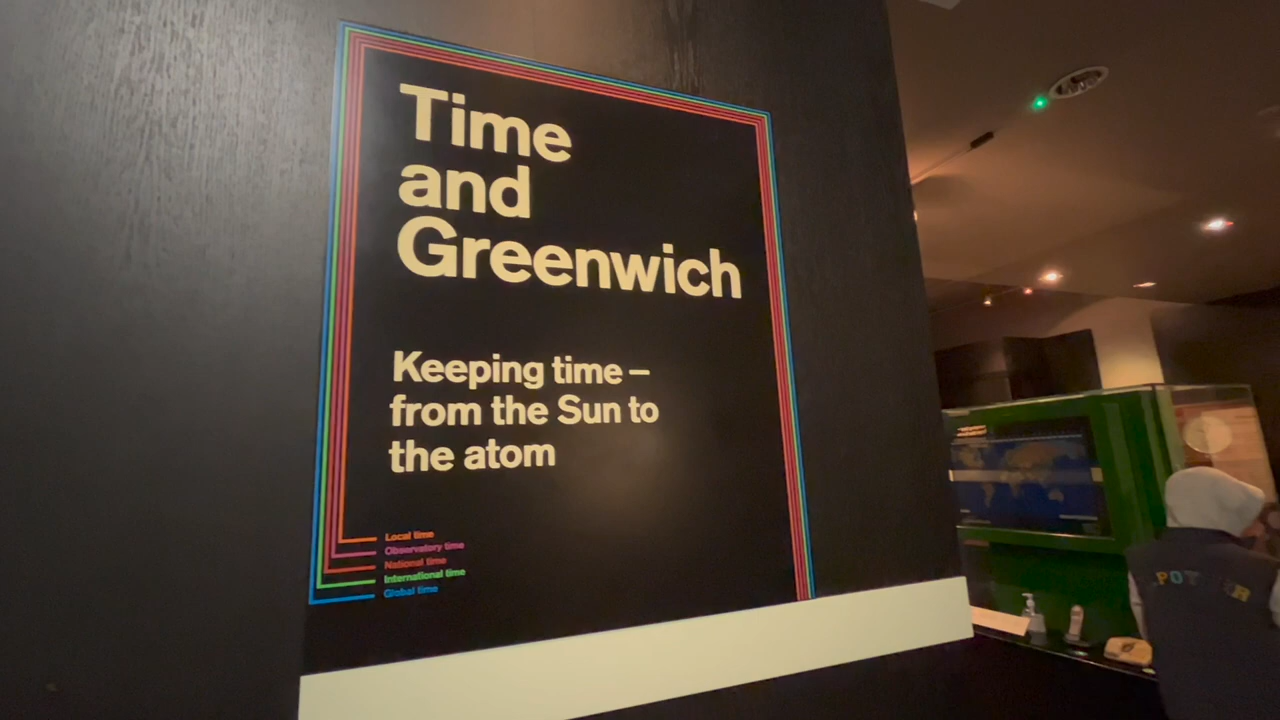 Time
and
Greenwich
Keeping time –
from the Sun to
the atom
Local time
Observatory time
National time
International time
Global time